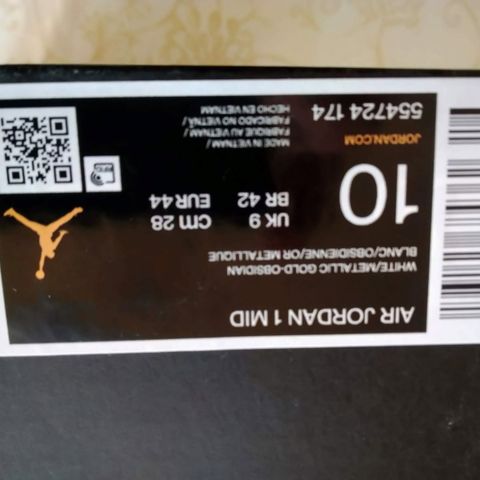 AIR JORDAN 1 MID
WHITE/METALLIC GOLD-OBSIDIAN
BLANC/OBSIDIENNE/OR METALLIQUE
10
UK 9
CM 28
BR 42
EUR 44
JORDAN.COM
554724 174
MADE IN VIETNAM /
FABRIQUE AU VIETNAM /
FABRICADO NO VIETNÃ /
HECHO EN VIETNAM